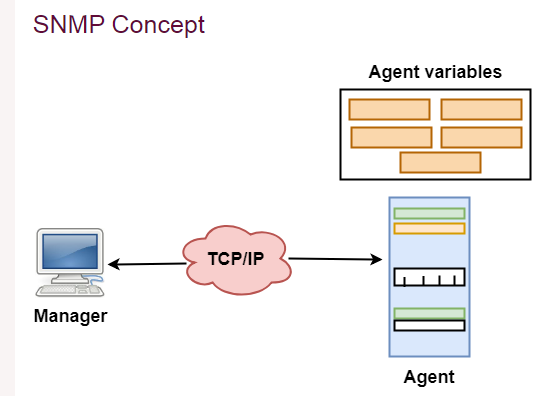 SNMP Concept
Agent variables
TCP/IP
Manager
Agent